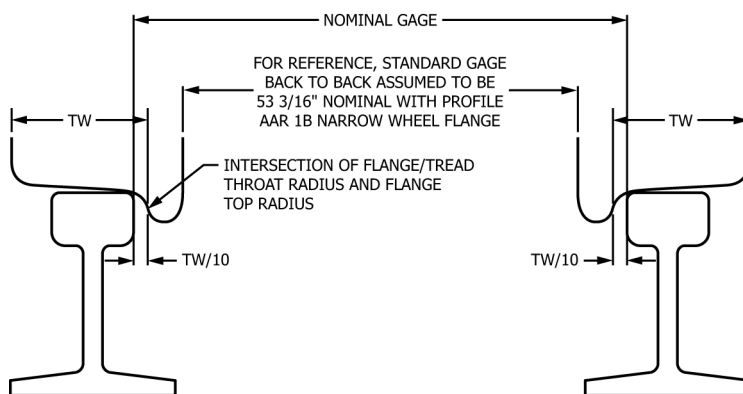 NOMINAL GAGE
FOR REFERENCE, STANDARD GAGE
BACK TO BACK ASSUMED TO BE
53 3/16" NOMINAL WITH PROFILE
AAR 1B NARROW WHEEL FLANGE
TW
TW
INTERSECTION OF FLANGE/TREAD
THROAT RADIUS AND FLANGE
TOP RADIUS
TW/10
TW/10